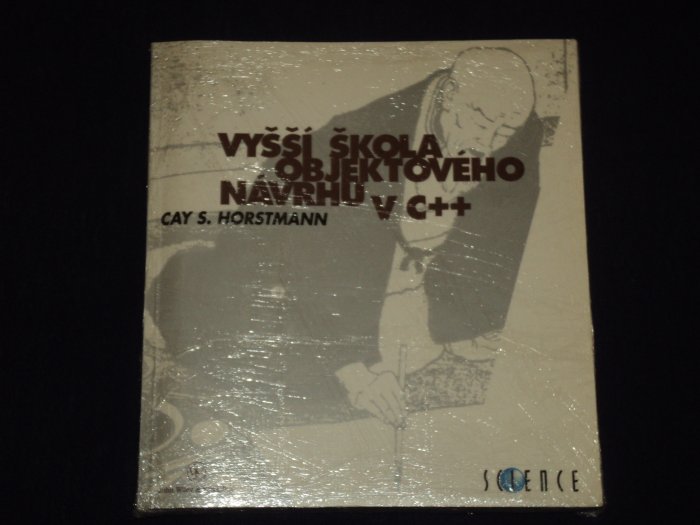 VYŠŠÍ ŠKOLA
OBJEKTOVÉHO
NÁVRHU V C++
CAY S. HORSTMANN
SCIENCE